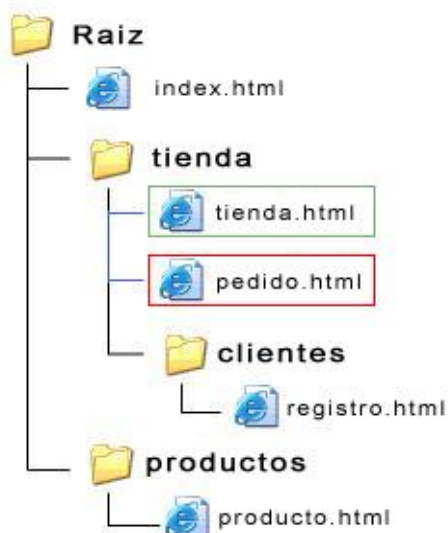 Raiz
index.html
tienda
tienda.html
pedido.html
clientes
registro.html
productos
producto.html